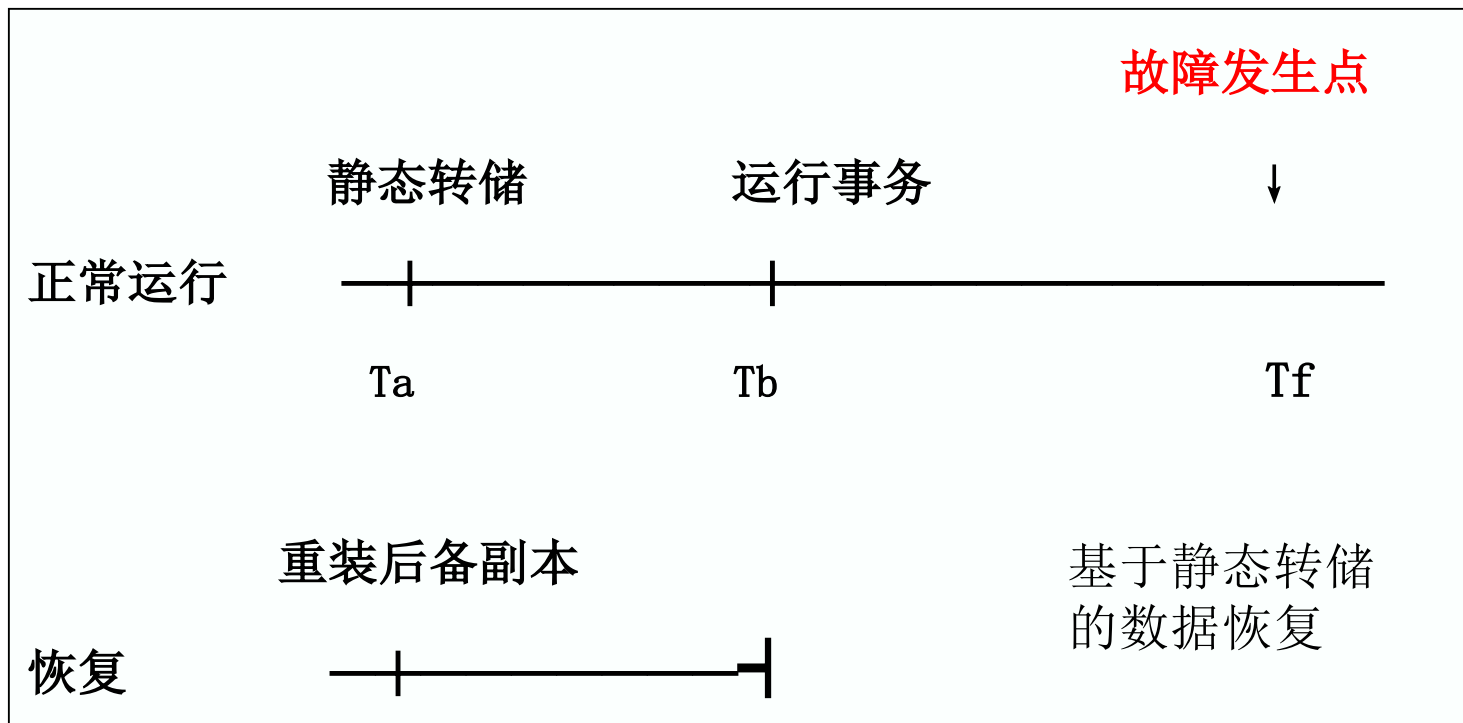 故障发生点
静态转储 运行事务 ↓
正常运行
Ta Tb Tf
重装后备副本
基于静态转储
的数据恢复
恢复